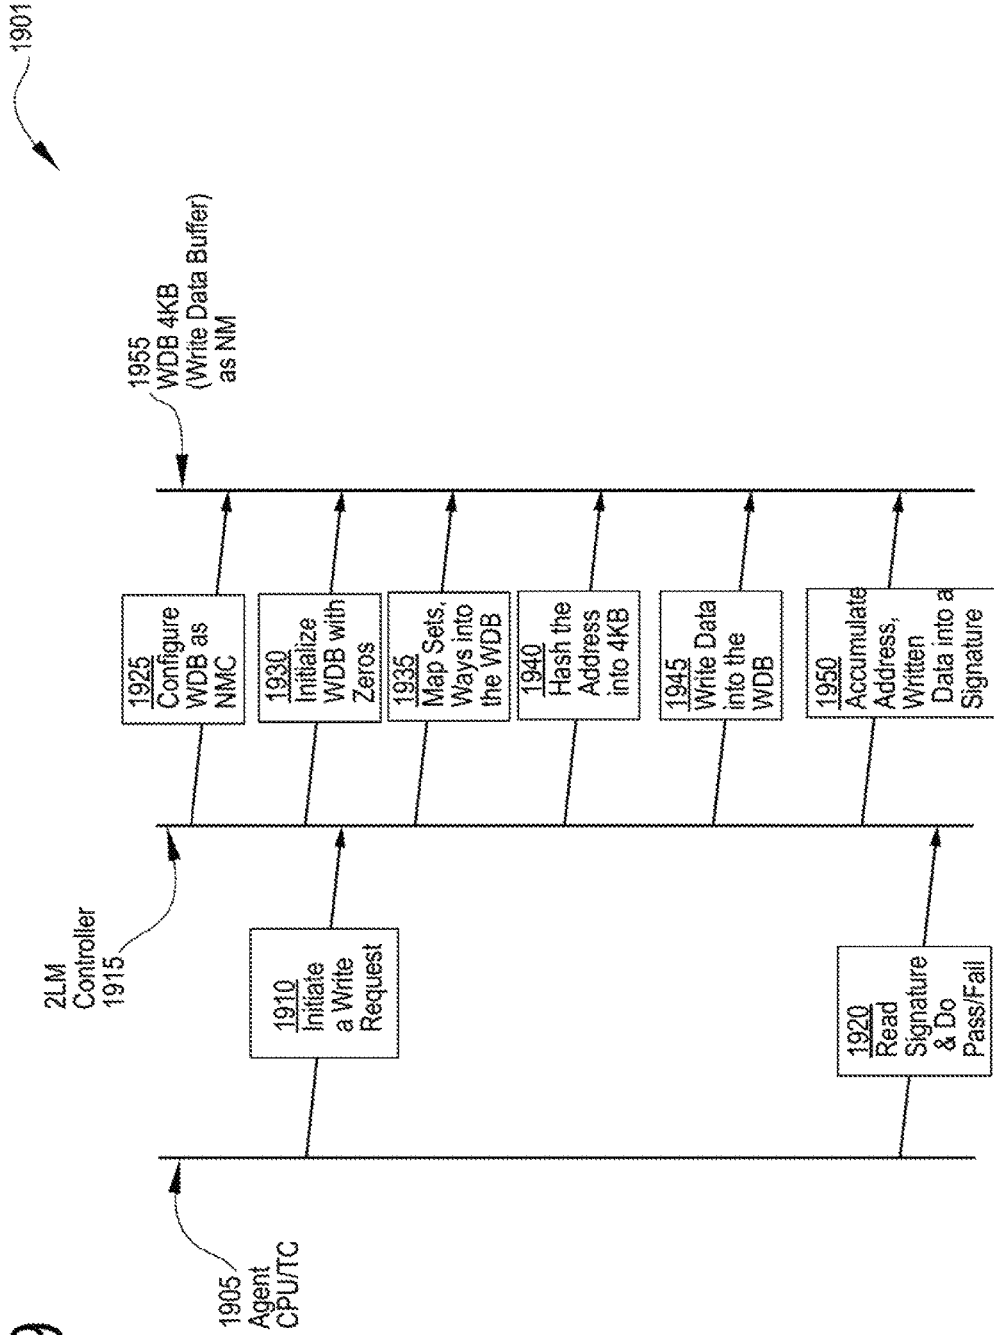 9
1901
2LM
Controller
1915
1955
WDB 4KB
(Write Data Buffer)
as NM
1905
Agent
CPU/TC
1925
Configure
WDB as
NMC
1910
Initiate
a Write
Request
1930
Initialize
WDB with
Zeros
1935
Map Sets,
Ways into
the WDB
1940
Hash the
Address
into 4KB
1945
Write Data
into the
WDB
1950
Accumulate
Address,
Written
Data into a
Signature
1920
Read
Signature
& Do
Pass/Fail